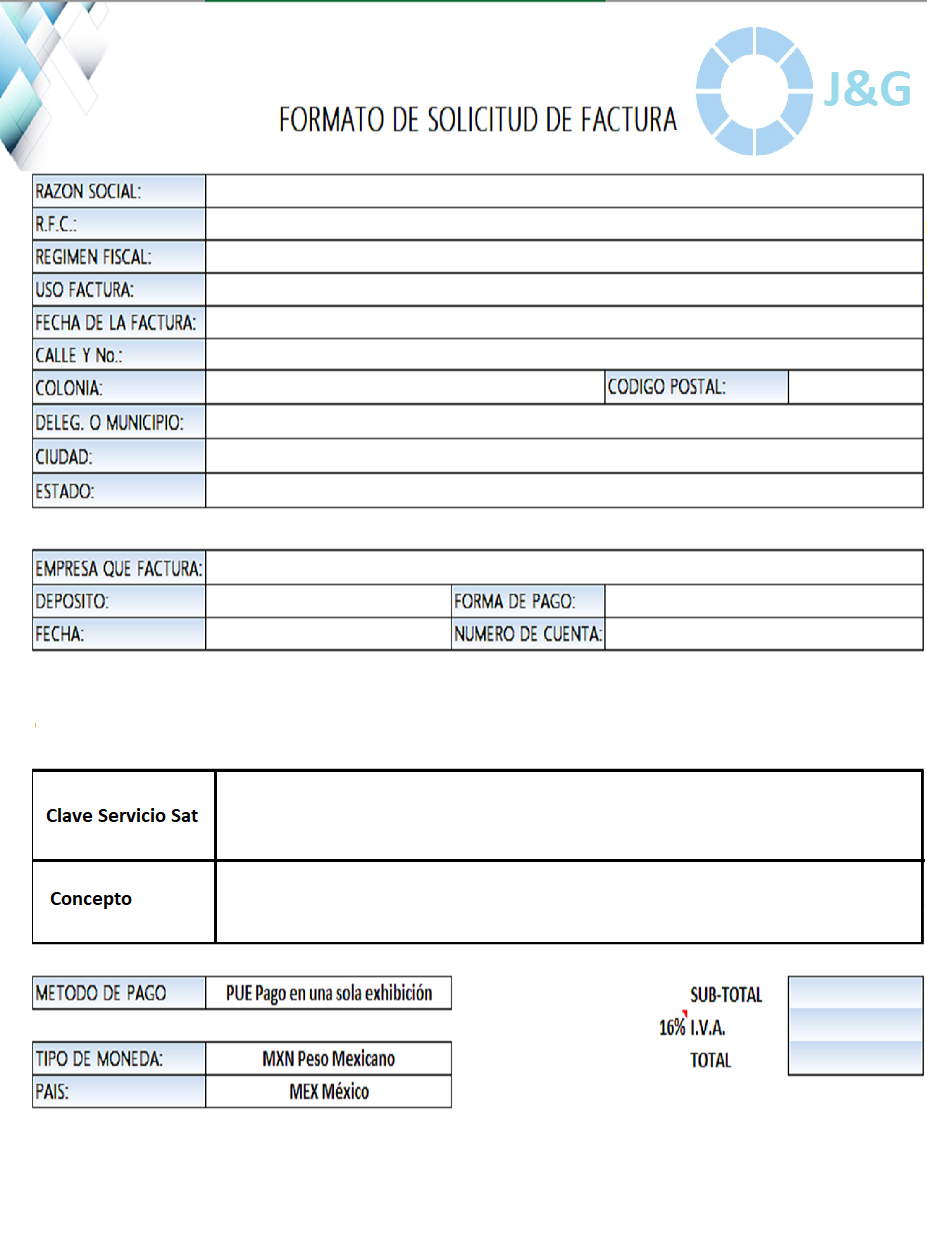 J&G
FORMATO DE SOLICITUD DE FACTURA
RAZON SOCIAL:
R.F.C.:
REGIMEN FISCAL:
USO FACTURA:
FECHA DE LA FACTURA:
CALLE Y No.:
COLONIA: CODIGO POSTAL:
DELEG. O MUNICIPIO:
CIUDAD:
ESTADO:
EMPRESA QUE FACTURA:
DEPOSITO: FORMA DE PAGO:
FECHA: NUMERO DE CUENTA:
Clave Servicio Sat
Concepto
METODO DE PAGO PUE Pago en una sola exhibición SUB-TOTAL
16% I.V.A.
TIPO DE MONEDA: MXN Peso Mexicano TOTAL
PAIS: MEX México